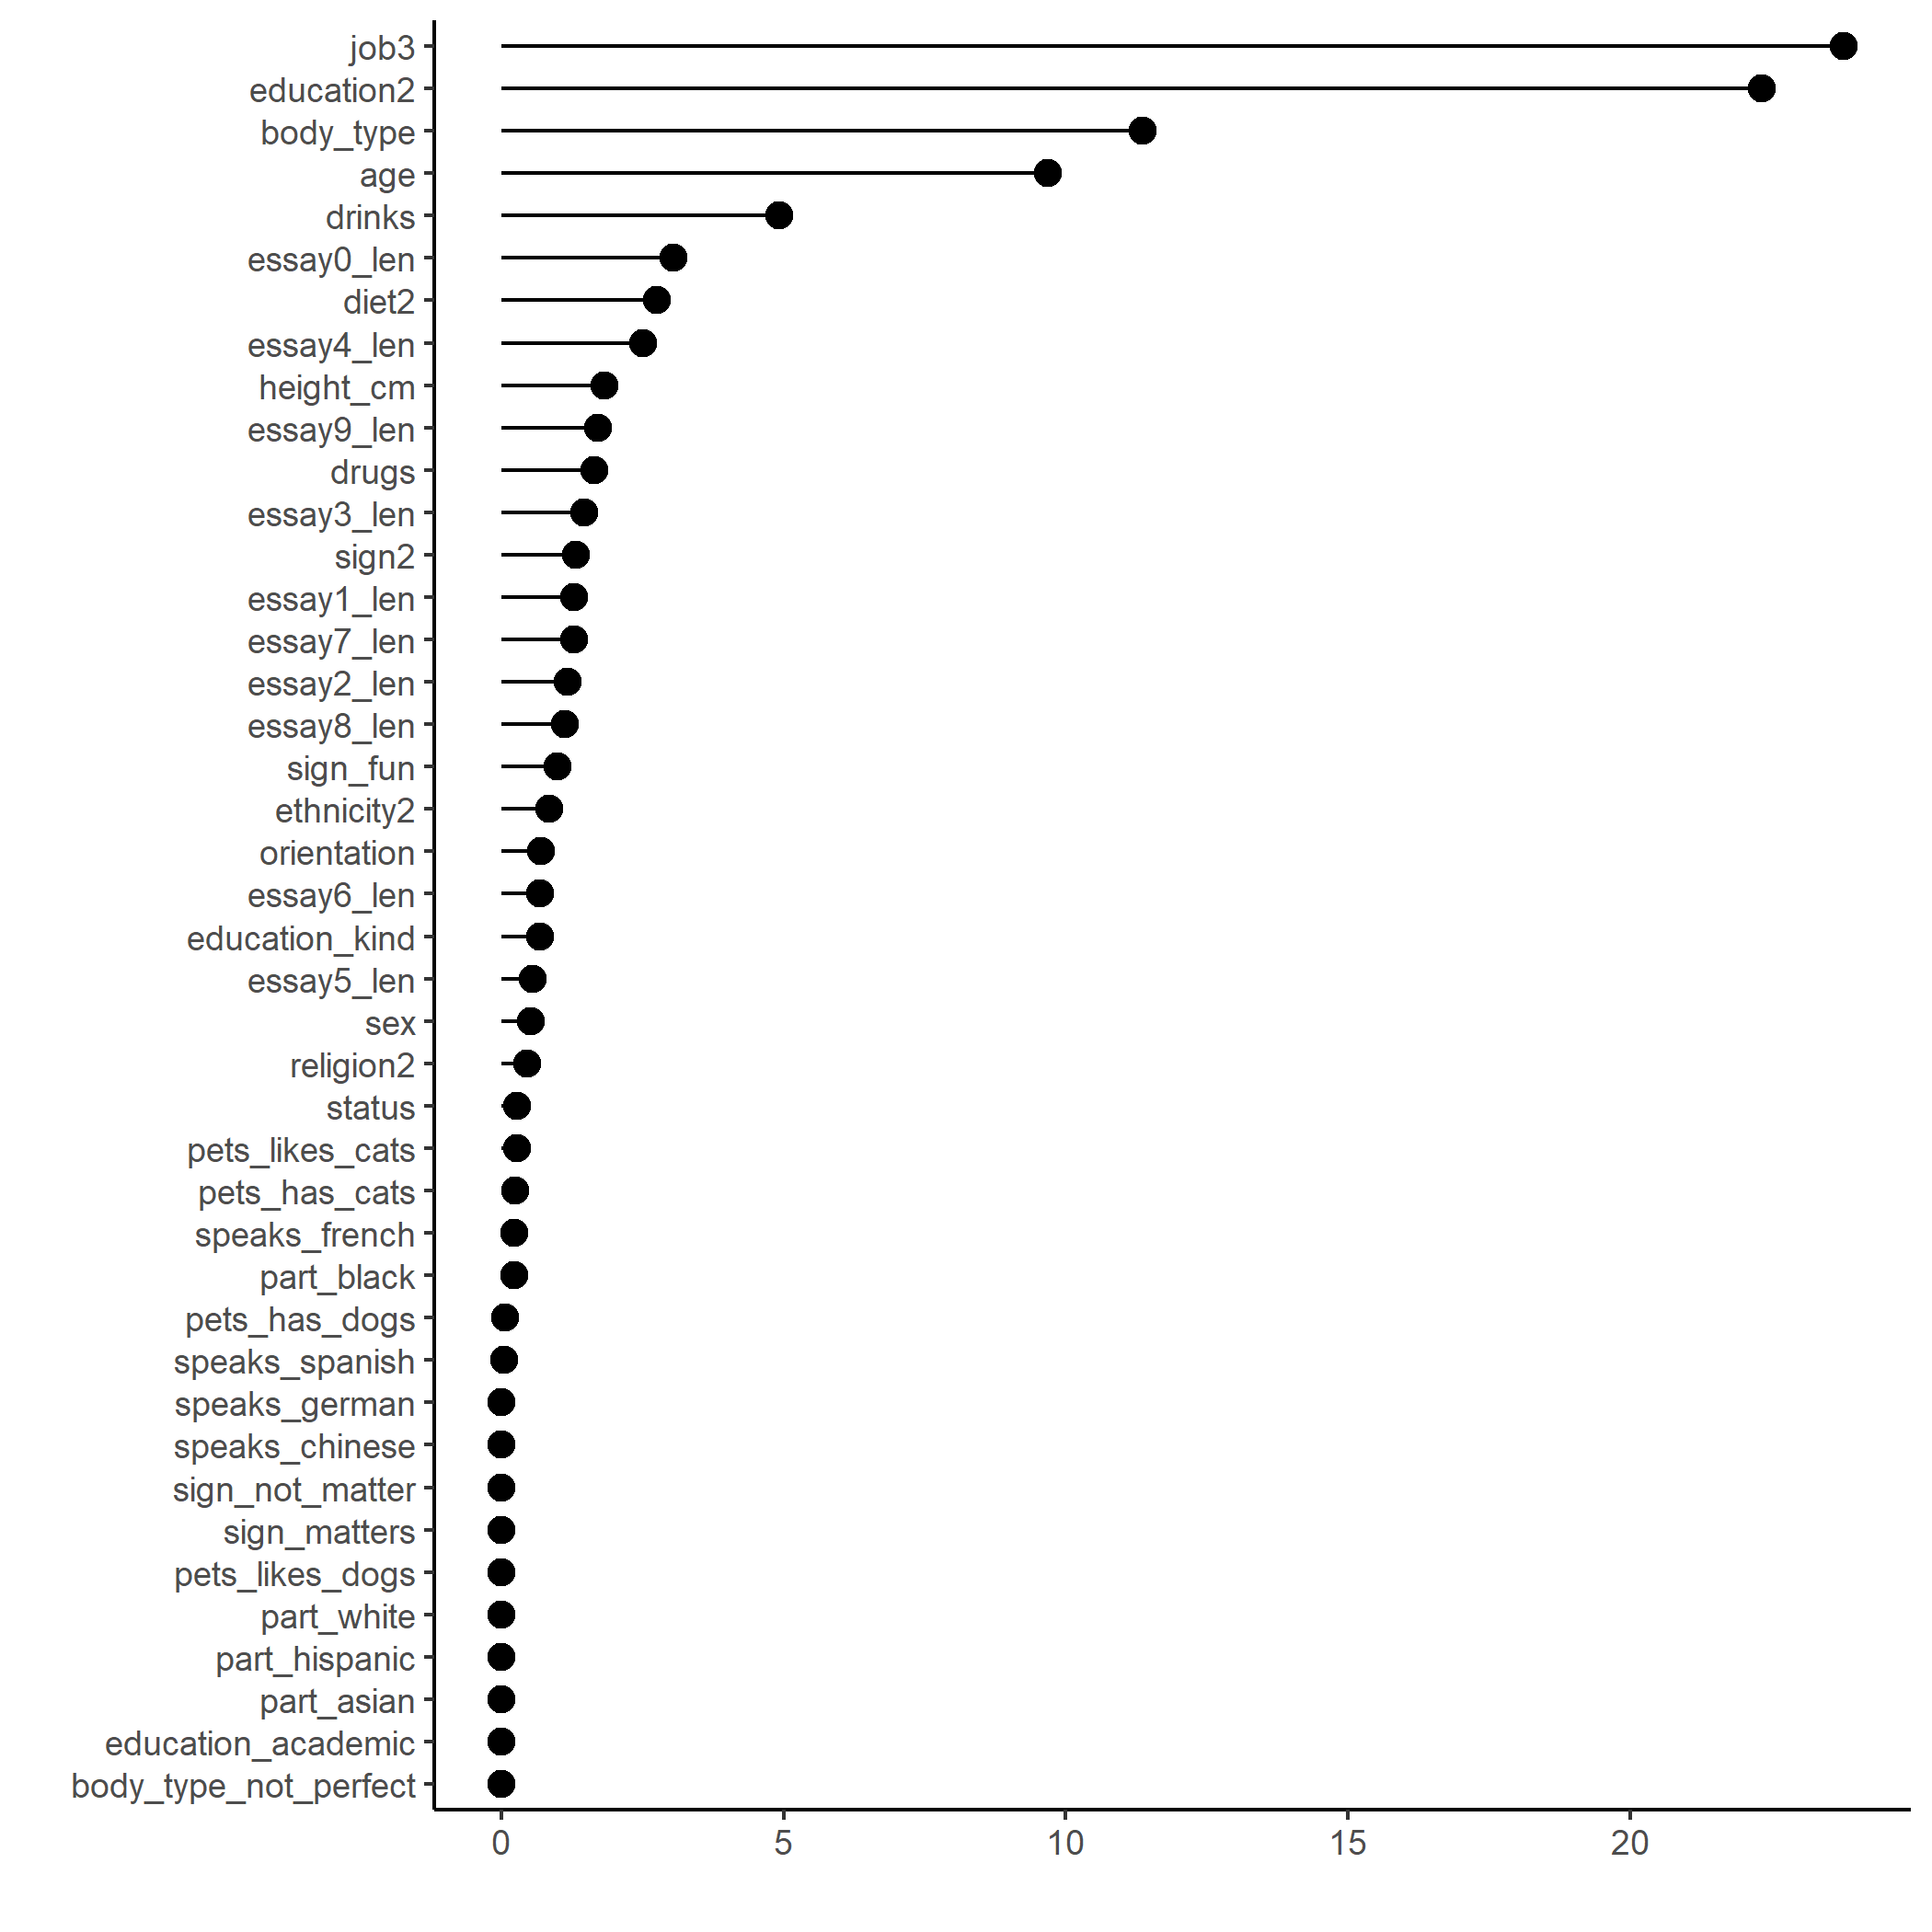 job3
education2
body_type
age
drinks
essay0_len
diet2
essay4_len
height_cm
essay9_len
drugs
essay3_len
sign2
essay1_len
essay7_len
essay2_len
essay8_len
sign_fun
ethnicity2
orientation
essay6_len
education_kind
essay5_len
sex
religion2
status
pets_likes_cats
pets_has_cats
speaks_french
part_black
pets_has_dogs
speaks_spanish
speaks_german
speaks_chinese
sign_not_matter
sign_matters
pets_likes_dogs
part_white
part_hispanic
part_asian
education_academic
body_type_not_perfect
0 5 10 15 20